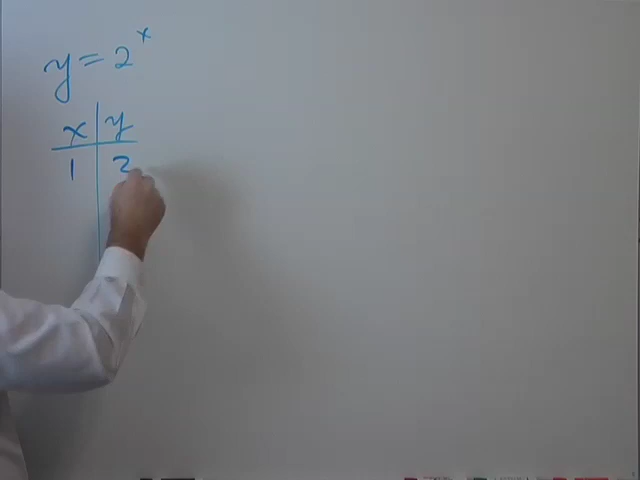 y = 2^x
x y
1 2